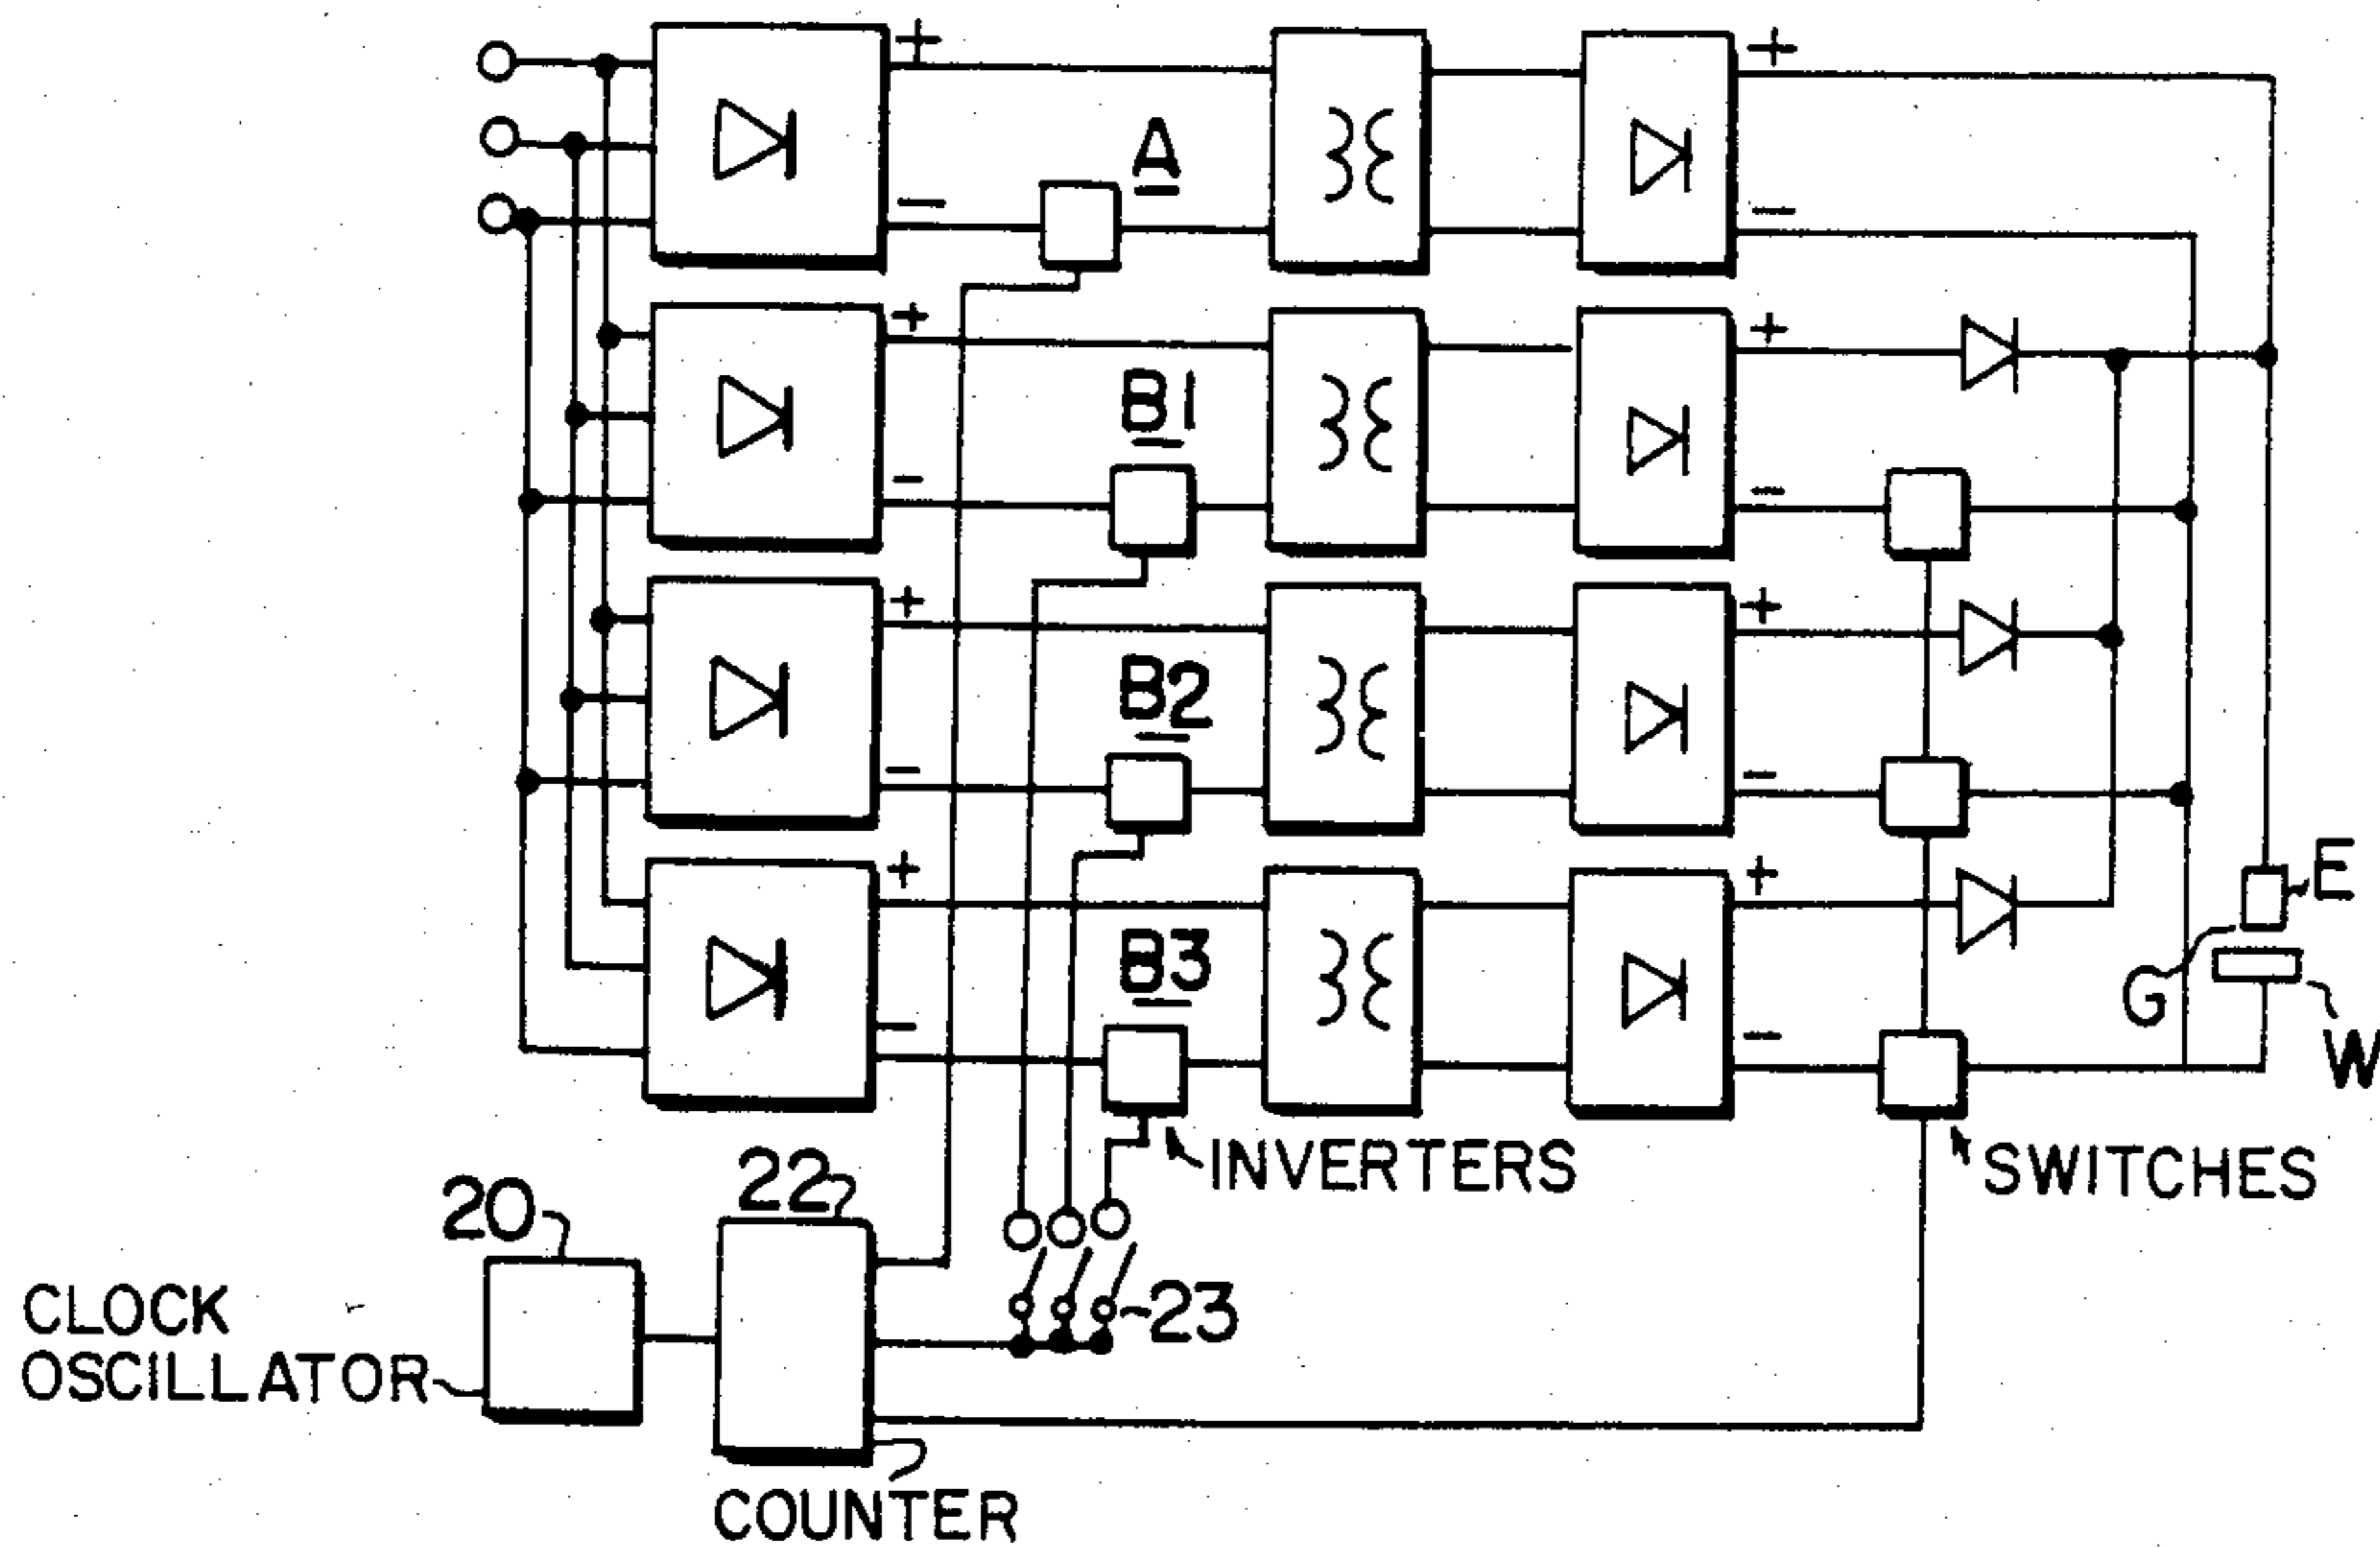 +
+
A
−
−
+
+
B1
−
−
+
+
B2
−
−
+
+
E
B3
G
−
−
W
INVERTERS
SWITCHES
22
20
23
CLOCK
OSCILLATOR
COUNTER